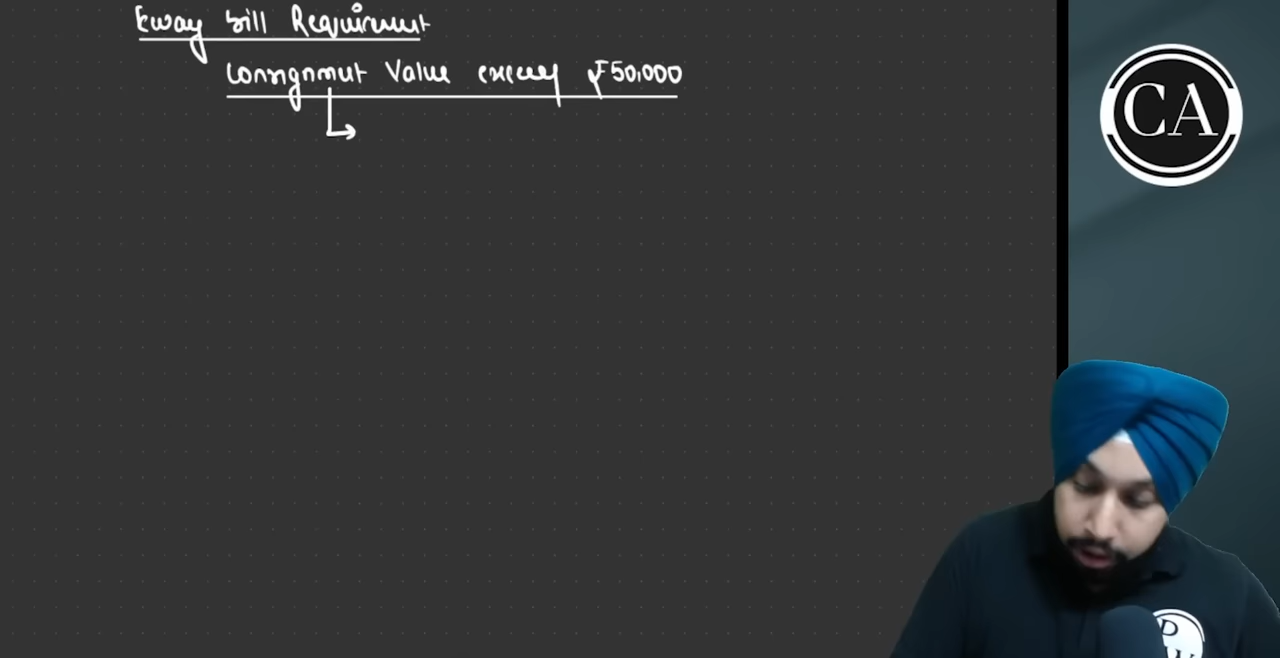 Eway Bill Requirement
Consignment Value exceeds ₹50,000
CA